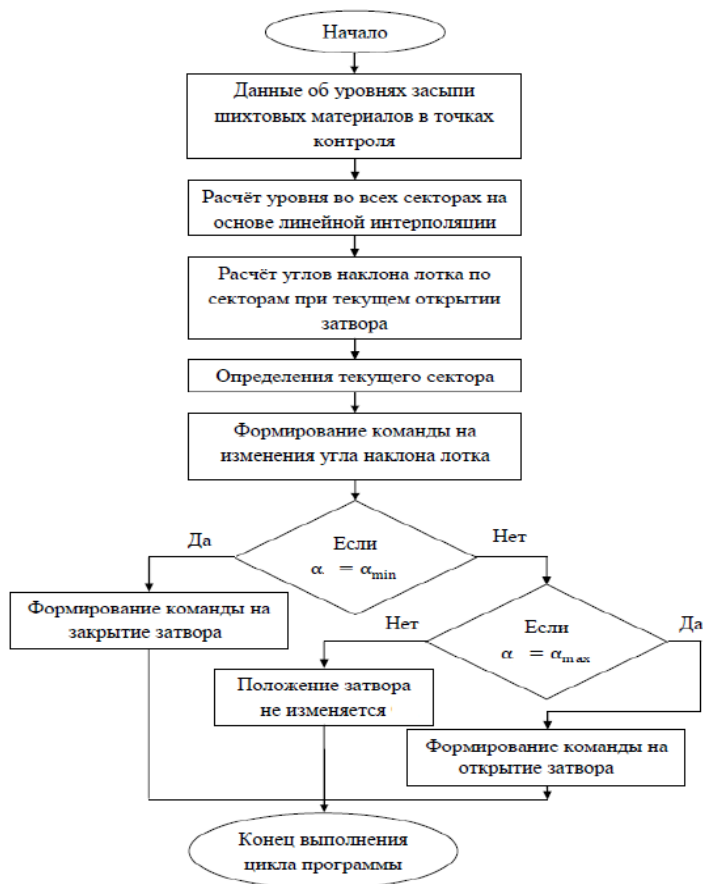 Начало
Данные об уровнях засыпи
шихтовых материалов в точках
контроля
Расчёт уровня во всех секторах на
основе линейной интерполяции
Расчёт углов наклона лотка по
секторам при текущем открытии
затвора
Определения текущего сектора
Формирование команды на
изменения угла наклона лотка
Да
Если
α = αmin
Нет
Формирование команды на
закрытие затвора
Нет
Если
α = αmax
Да
Положение затвора
не изменяется
Формирование команды на
открытие затвора
Конец выполнения
цикла программы